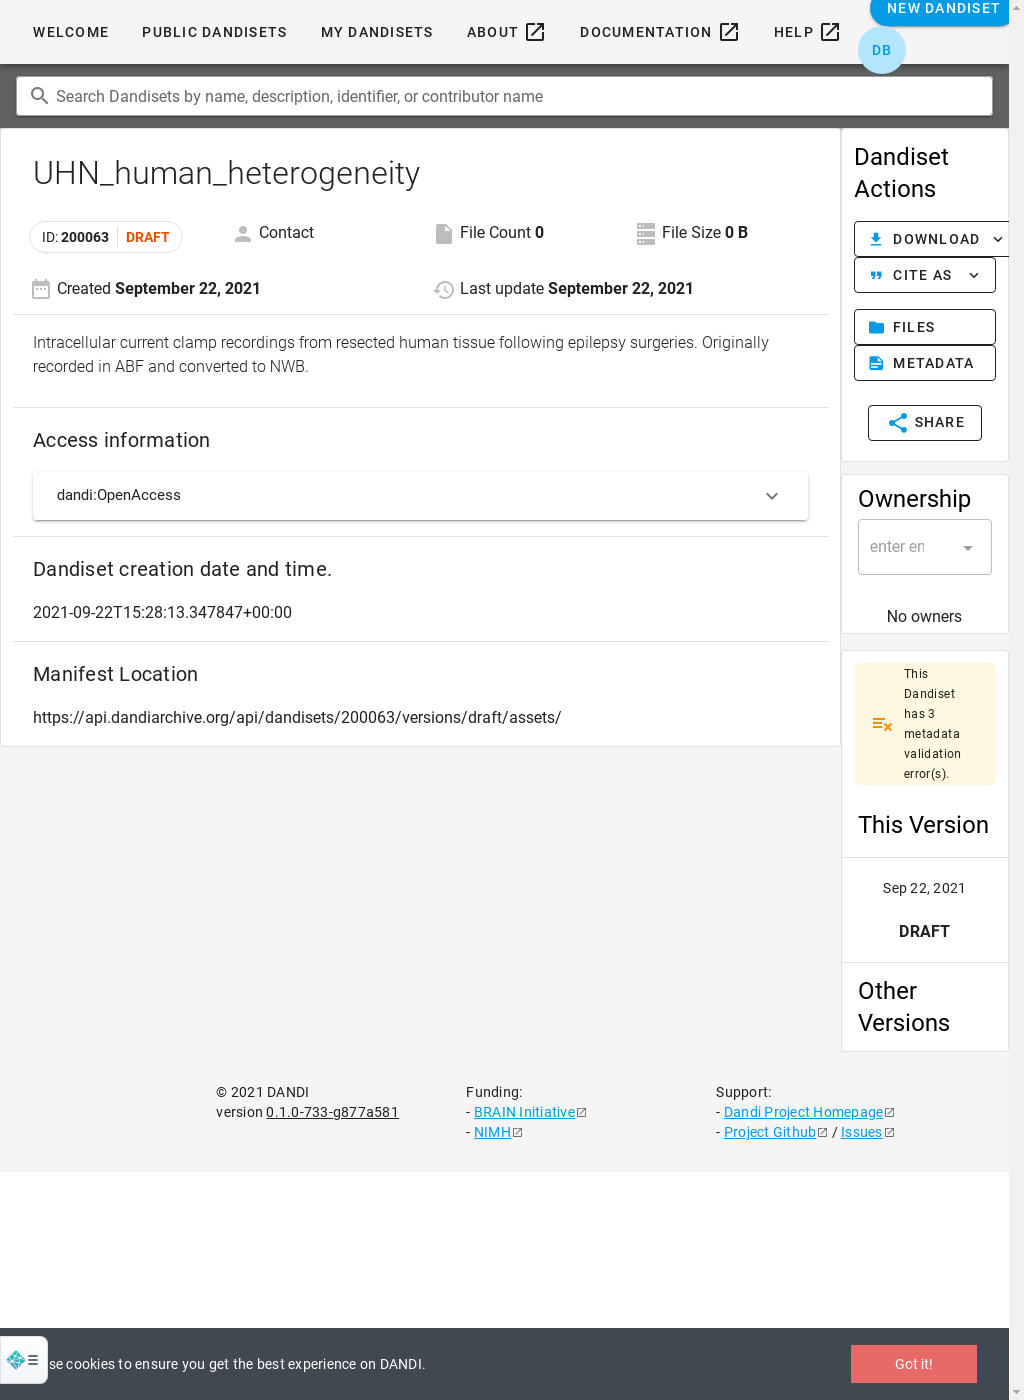 WELCOME
PUBLIC DANDISETS
MY DANDISETS
ABOUT
DOCUMENTATION
HELP
NEW DANDISET
DB
Search Dandisets by name, description, identifier, or contributor name
UHN_human_heterogeneity
ID: 200063 DRAFT
Contact
File Count 0
File Size 0 B
Created September 22, 2021
Last update September 22, 2021
Intracellular current clamp recordings from resected human tissue following epilepsy surgeries. Originally
recorded in ABF and converted to NWB.
Access information
dandi:OpenAccess
Dandiset creation date and time.
2021-09-22T15:28:13.347847+00:00
Manifest Location
https://api.dandiarchive.org/api/dandisets/200063/versions/draft/assets/
Dandiset
Actions
DOWNLOAD
CITE AS
FILES
METADATA
SHARE
Ownership
enter en
No owners
This
Dandiset
has 3
metadata
validation
error(s).
This Version
Sep 22, 2021
DRAFT
Other
Versions
© 2021 DANDI
version 0.1.0-733-g877a581
Funding:
- BRAIN Initiative
- NIMH
Support:
- Dandi Project Homepage
- Project Github / Issues
se cookies to ensure you get the best experience on DANDI.
Got it!